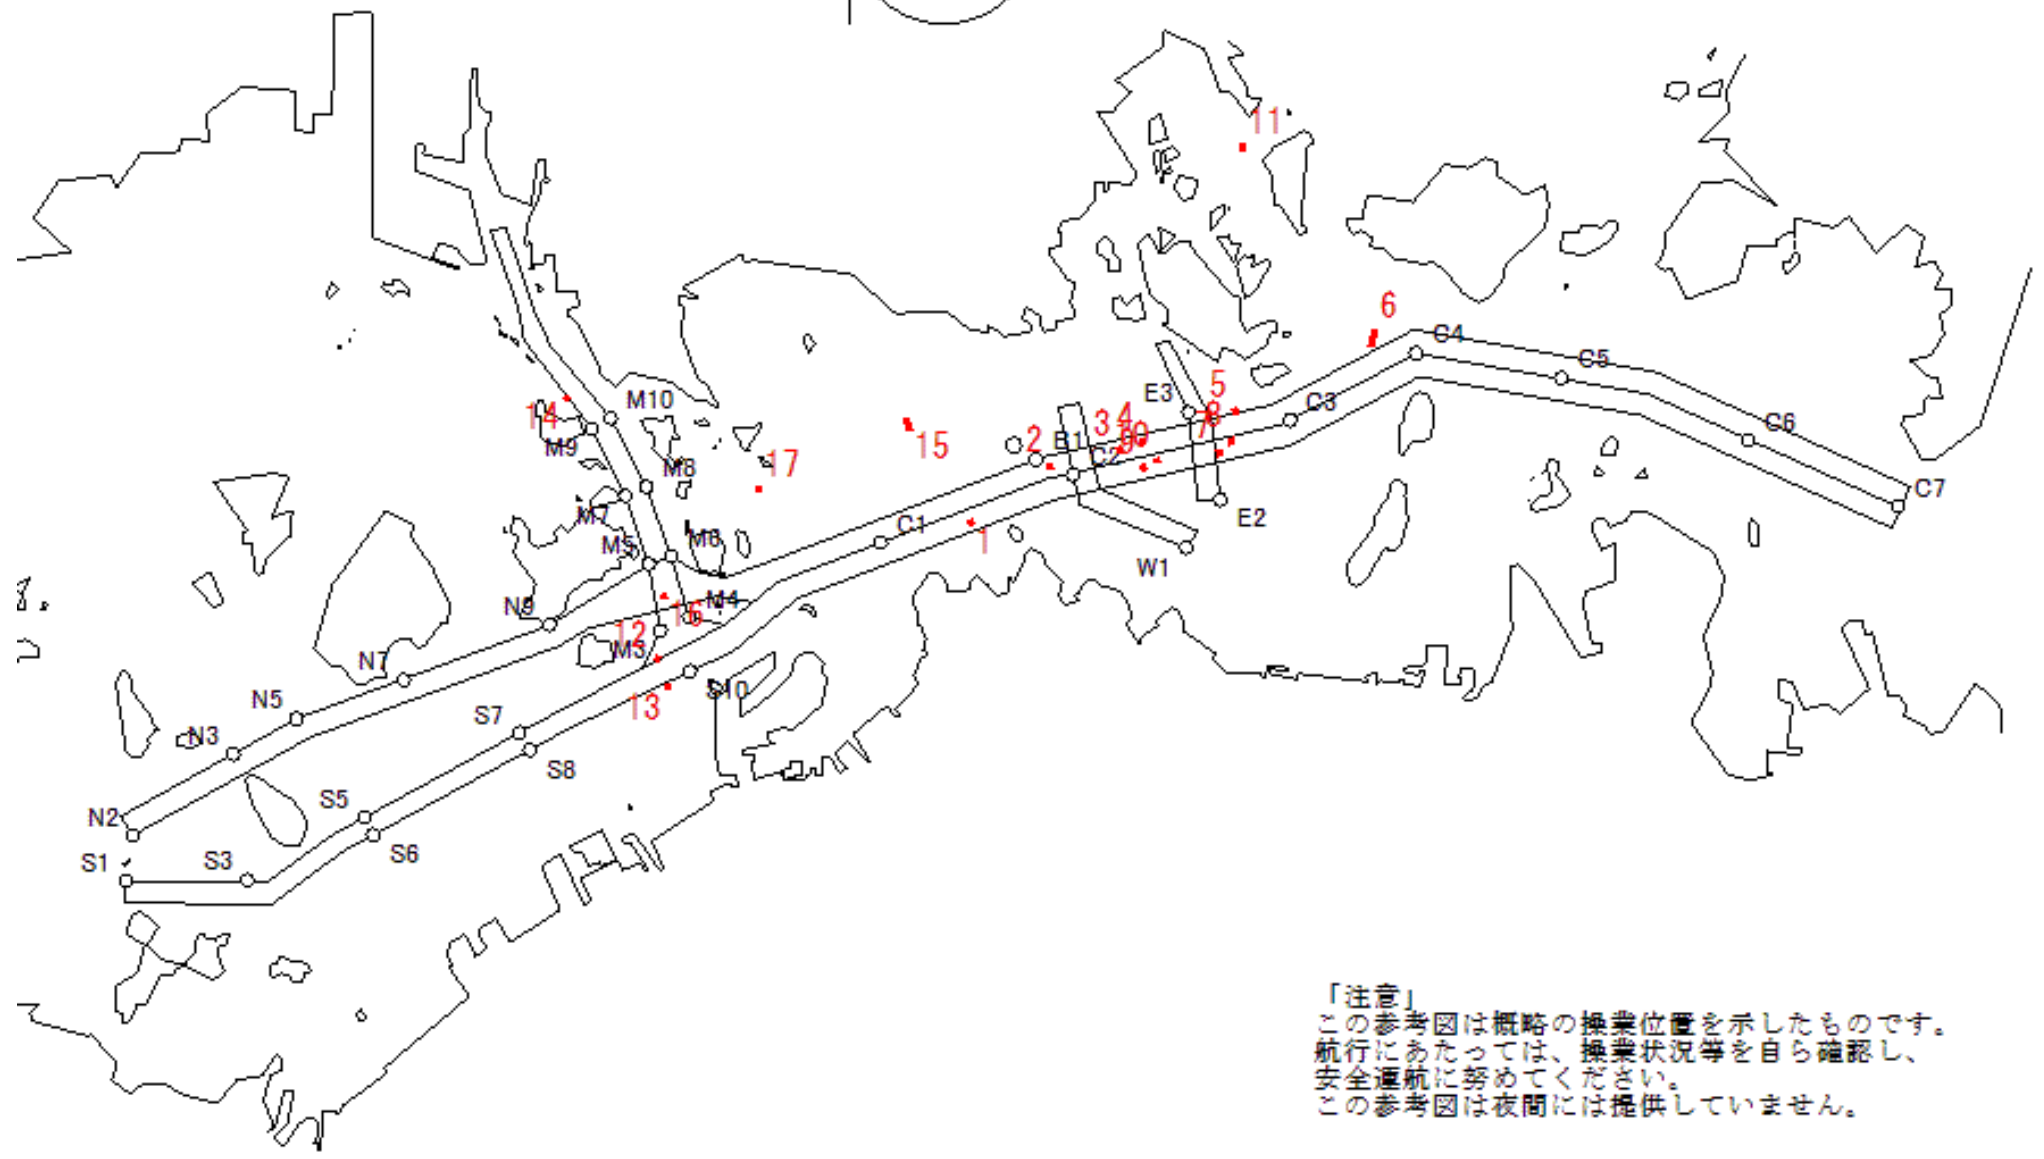 11
6
C4
C5
5
E3
M10
14
C3
3 4
8
7
10
9
2
B1
C2
15
C6
M9
M8
17
C7
M7
E2
M5
M6
C1
1
W1
N9
M4
16
12
M3
N7
S10
N5
13
S7
N3
S8
S5
N2
S6
S1
S3
「注意」
この参考図は概略の操業位置を示したものです。
航行にあたっては、操業状況等を自ら確認し、
安全運航に努めてください。
この参考図は夜間には提供していません。